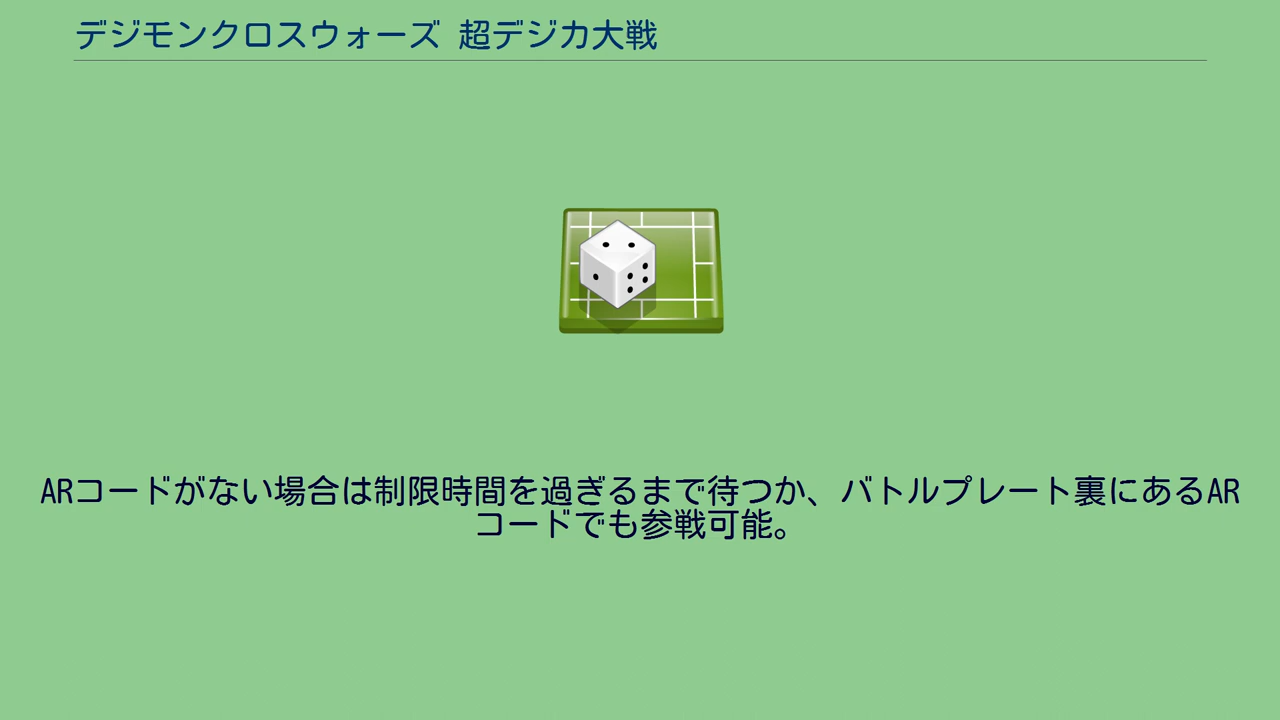 デジモンクロスウォーズ 超デジカ大戦
ARコードがない場合は制限時間を過ぎるまで待つか、バトルプレート裏にあるAR
コードでも参戦可能。